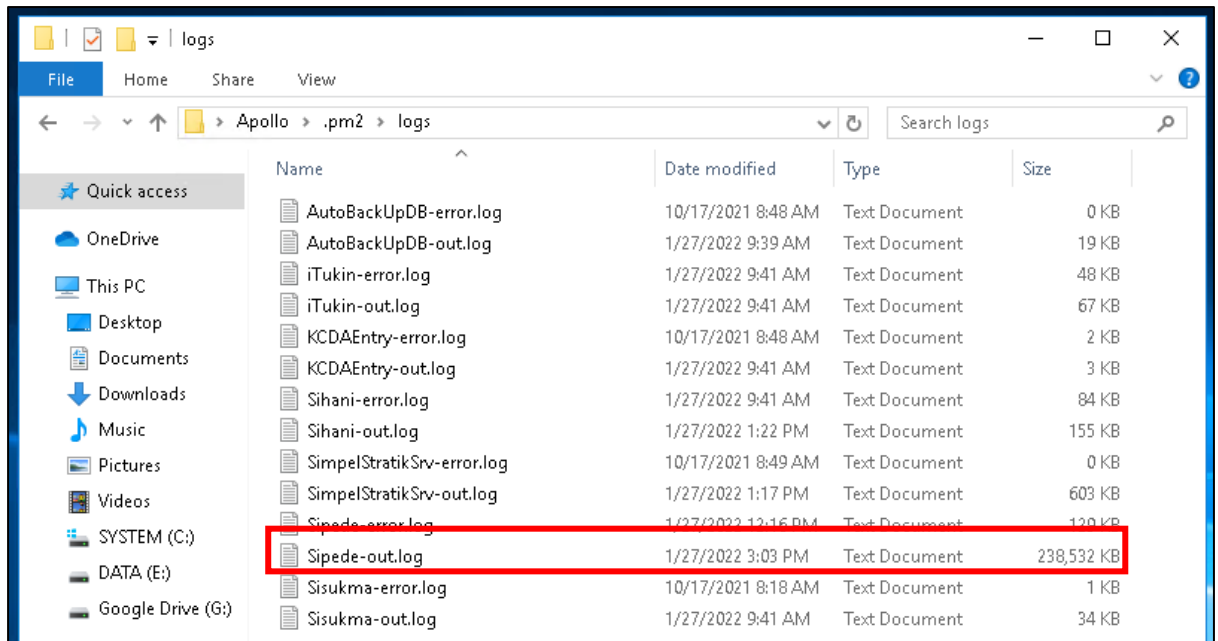 logs
File Home Share View
Apollo > .pm2 > logs
Search logs
Name Date modified Type Size
Quick access
OneDrive
This PC
Desktop
Documents
Downloads
Music
Pictures
Videos
SYSTEM (C:)
DATA (E:)
Google Drive (G:)
AutoBackUpDB-error.log 10/17/2021 8:48 AM Text Document 0 KB
AutoBackUpDB-out.log 1/27/2022 9:39 AM Text Document 19 KB
iTukin-error.log 1/27/2022 9:41 AM Text Document 48 KB
iTukin-out.log 1/27/2022 9:41 AM Text Document 67 KB
KCDAEntry-error.log 10/17/2021 8:48 AM Text Document 2 KB
KCDAEntry-out.log 1/27/2022 9:41 AM Text Document 3 KB
Sihani-error.log 1/27/2022 9:41 AM Text Document 84 KB
Sihani-out.log 1/27/2022 1:22 PM Text Document 155 KB
SimpelStratikSrv-error.log 10/17/2021 8:49 AM Text Document 0 KB
SimpelStratikSrv-out.log 1/27/2022 1:17 PM Text Document 603 KB
Sipede-error.log 1/27/2022 12:16 PM Text Document KB
Sipede-out.log 1/27/2022 3:03 PM Text Document 238,532 KB
Sisukma-error.log 10/17/2021 8:18 AM Text Document 1 KB
Sisukma-out.log 1/27/2022 9:41 AM Text Document 34 KB